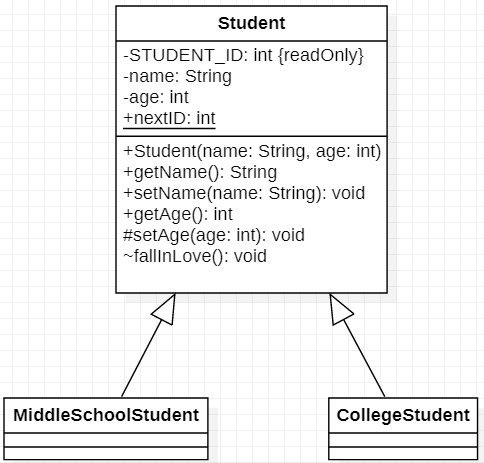 Student
-STUDENT_ID: int {readOnly}
-name: String
-age: int
+nextID: int
+Student(name: String, age: int)
+getName(): String
+setName(name: String): void
+getAge(): int
#setAge(age: int): void
~fallInLove(): void
MiddleSchoolStudent
CollegeStudent